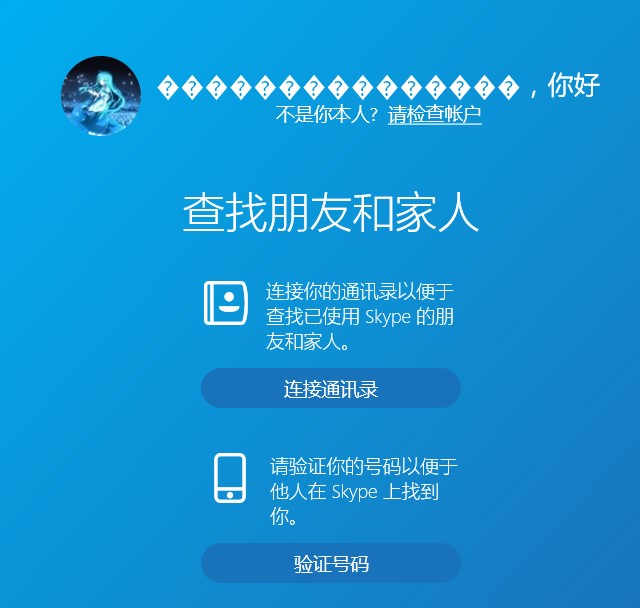 ���������������，你好
不是你本人? 请检查帐户
查找朋友和家人
连接你的通讯录以便于
查找已使用 Skype 的朋
友和家人。
连接通讯录
请验证你的号码以便于
他人在 Skype 上找到
你。
验证号码